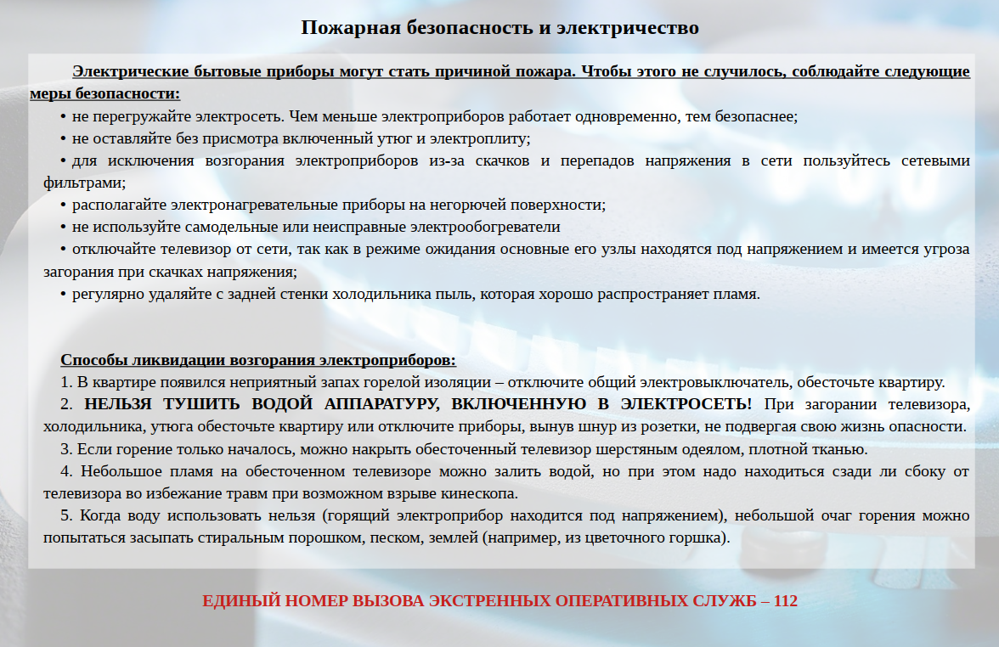 Пожарная безопасность и электричество
Электрические бытовые приборы могут стать причиной пожара. Чтобы этого не случилось, соблюдайте следующие
меры безопасности:
• не перегружайте электросеть. Чем меньше электроприборов работает одновременно, тем безопаснее;
• не оставляйте без присмотра включенный утюг и электроплиту;
• для исключения возгорания электроприборов из-за скачков и перепадов напряжения в сети пользуйтесь сетевыми
фильтрами;
• располагайте электронагревательные приборы на негорючей поверхности;
• не используйте самодельные или неисправные электрообогреватели
• отключайте телевизор от сети, так как в режиме ожидания основные его узлы находятся под напряжением и имеется угроза
загорания при скачках напряжения;
• регулярно удаляйте с задней стенки холодильника пыль, которая хорошо распространяет пламя.
Способы ликвидации возгорания электроприборов:
1. В квартире появился неприятный запах горелой изоляции – отключите общий электровыключатель, обесточьте квартиру.
2. НЕЛЬЗЯ ТУШИТЬ ВОДОЙ АППАРАТУРУ, ВКЛЮЧЕННУЮ В ЭЛЕКТРОСЕТЬ! При загорании телевизора,
холодильника, утюга обесточьте квартиру или отключите приборы, вынув шнур из розетки, не подвергая свою жизнь опасности.
3. Если горение только началось, можно накрыть обесточенный телевизор шерстяным одеялом, плотной тканью.
4. Небольшое пламя на обесточенном телевизоре можно залить водой, но при этом надо находиться сзади ли сбоку от
телевизора во избежание травм при возможном взрыве кинескопа.
5. Когда воду использовать нельзя (горящий электроприбор находится под напряжением), небольшой очаг горения можно
попытаться засыпать стиральным порошком, песком, землей (например, из цветочного горшка).
ЕДИНЫЙ НОМЕР ВЫЗОВА ЭКСТРЕННЫХ ОПЕРАТИВНЫХ СЛУЖБ – 112